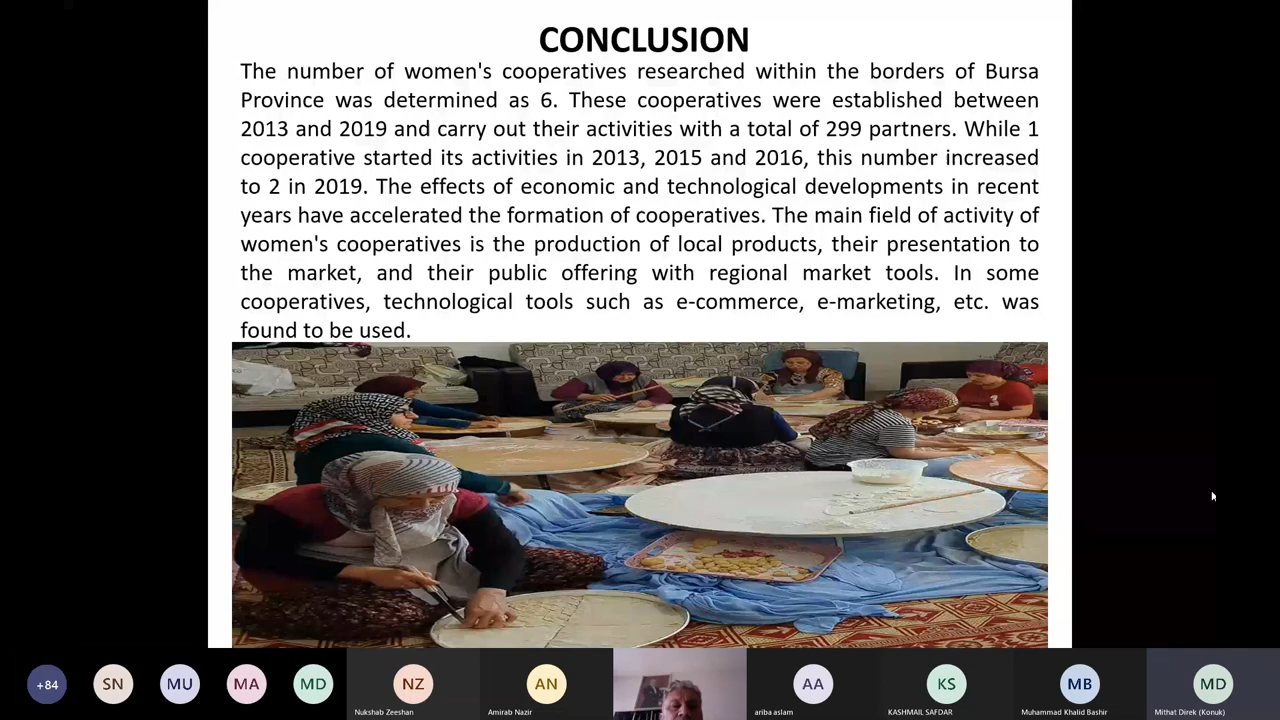 CONCLUSION
The number of women's cooperatives researched within the borders of Bursa
Province was determined as 6. These cooperatives were established between
2013 and 2019 and carry out their activities with a total of 299 partners. While 1
cooperative started its activities in 2013, 2015 and 2016, this number increased
to 2 in 2019. The effects of economic and technological developments in recent
years have accelerated the formation of cooperatives. The main field of activity of
women's cooperatives is the production of local products, their presentation to
the market, and their public offering with regional market tools. In some
cooperatives, technological tools such as e-commerce, e-marketing, etc. was
found to be used.
+84 SN MU MA MD NZ AN AA KS MB MD
Nukshab Zeeshan Amirab Nazir ariba aslam KASHMAIL SAFDAR Muhammad Khalid Bashir Mithat Direk (Konuk)